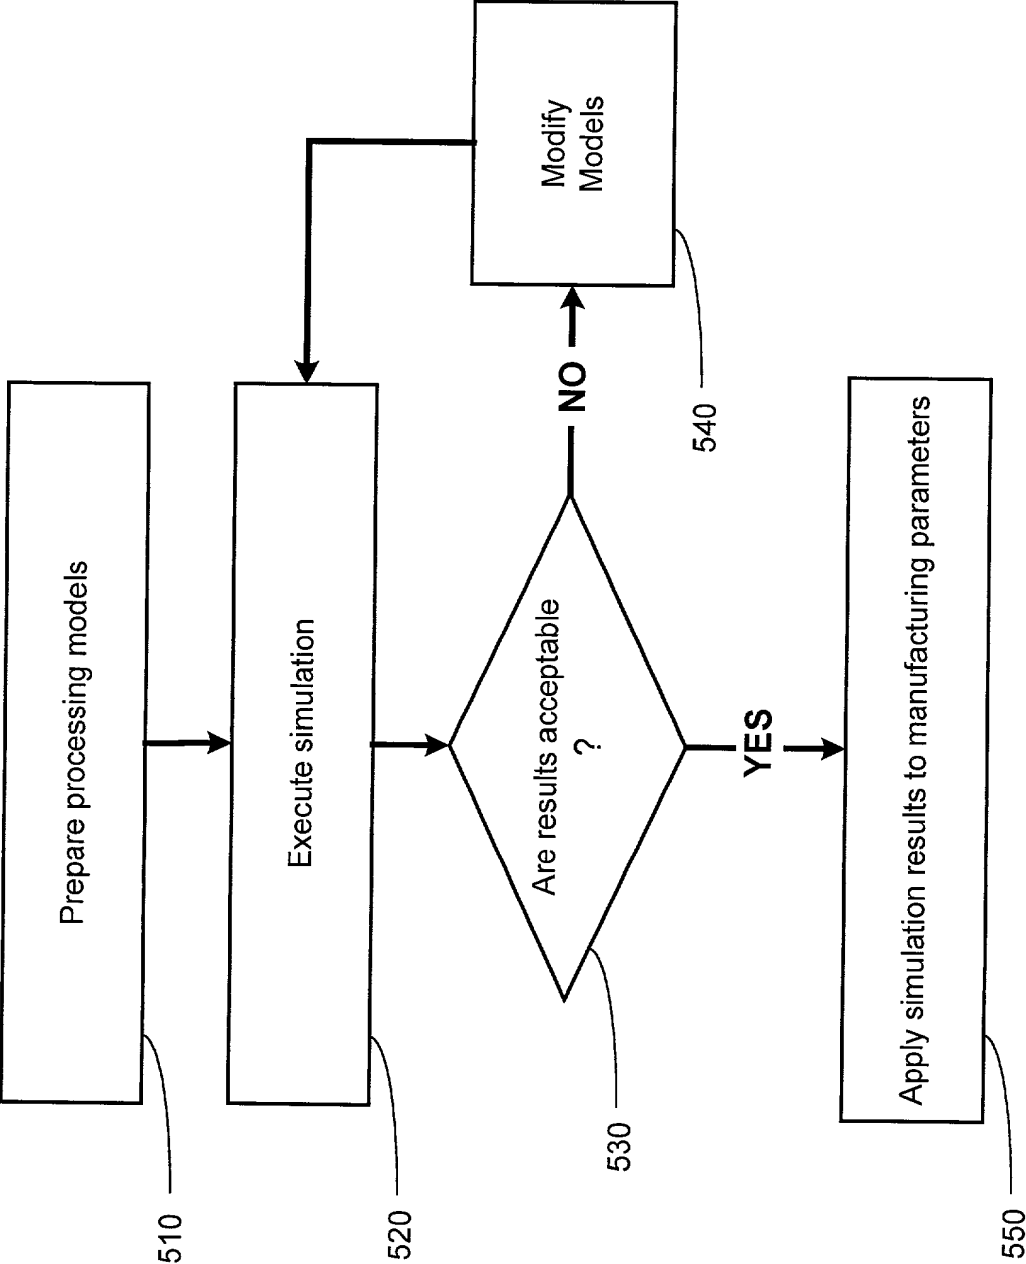 Prepare processing models
510
Execute simulation
520
Are results acceptable
?
530
NO
Modify
Models
540
YES
Apply simulation results to manufacturing parameters
550